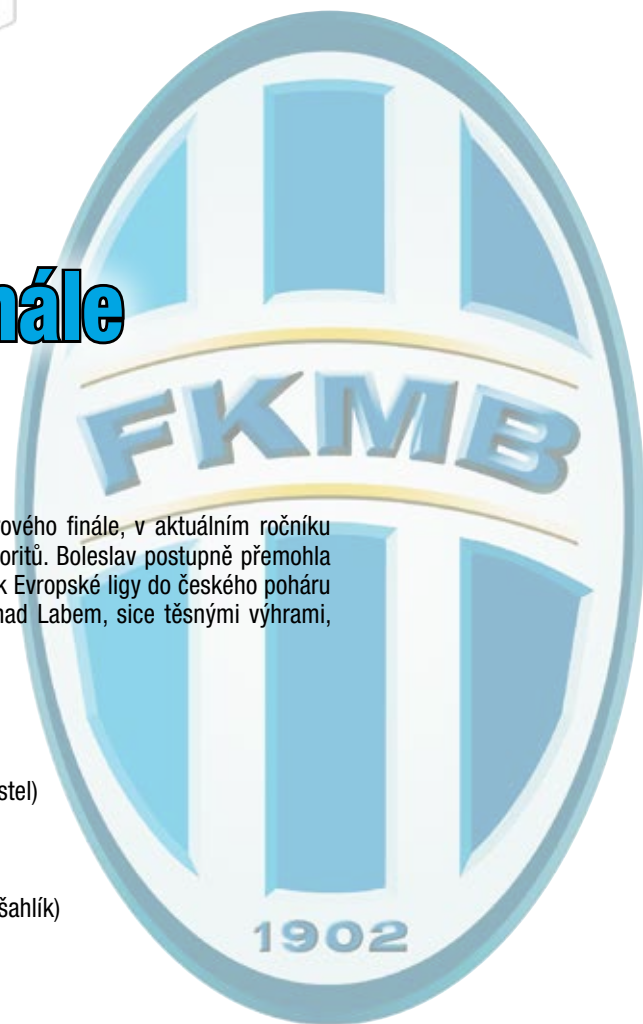 nále
FKMB
ového finále, v aktuálním ročníku
oritů. Boleslav postupně přemohla
k Evropské ligy do českého poháru
nad Labem, sice těsnými výhrami,
stel)
šahlík)
1902